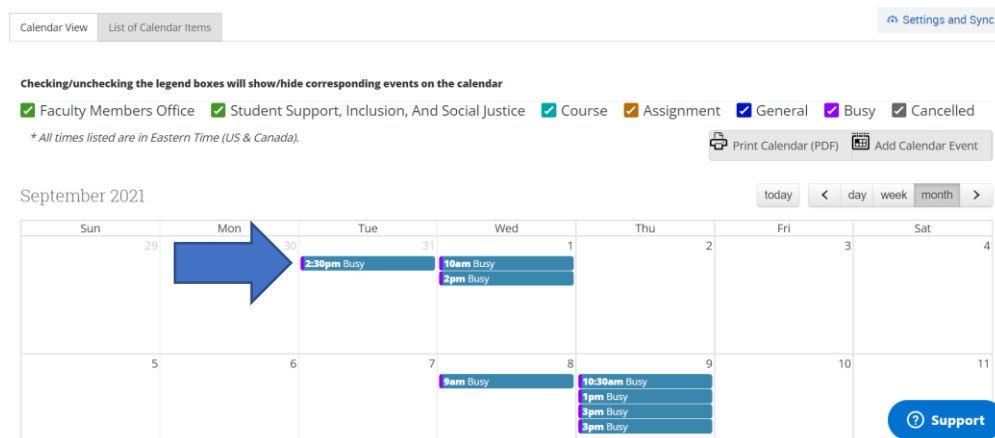 Calendar View List of Calendar Items Settings and Sync
Checking/unchecking the legend boxes will show/hide corresponding events on the calendar
Faculty Members Office Student Support, Inclusion, And Social Justice Course Assignment General Busy Cancelled
* All times listed are in Eastern Time (US & Canada).
Print Calendar (PDF) Add Calendar Event
September 2021 today < day week month >
Sun Mon Tue Wed Thu Fri Sat
29 30 31 1 2 3 4
2:30pm Busy 10am Busy
2pm Busy
5 6 7 8 9 10 11
9am Busy 10:30am Busy
1pm Busy
3pm Busy
3pm Busy
? Support